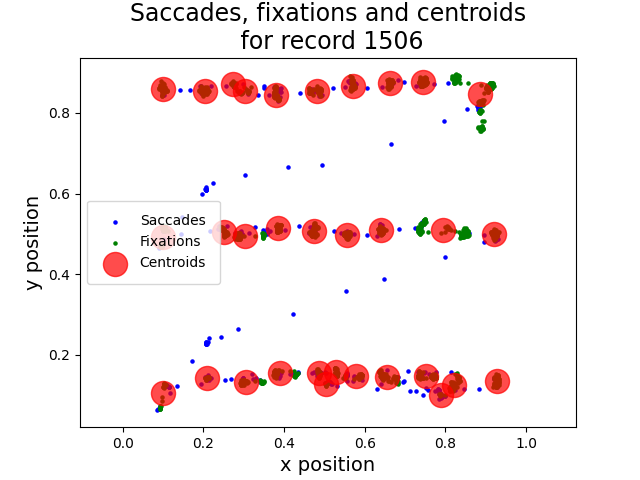 Saccades, fixations and centroids
for record 1506
y position
0.8
0.6
0.4
0.2
Saccades
Fixations
Centroids
0.0 0.2 0.4 0.6 0.8 1.0
x position